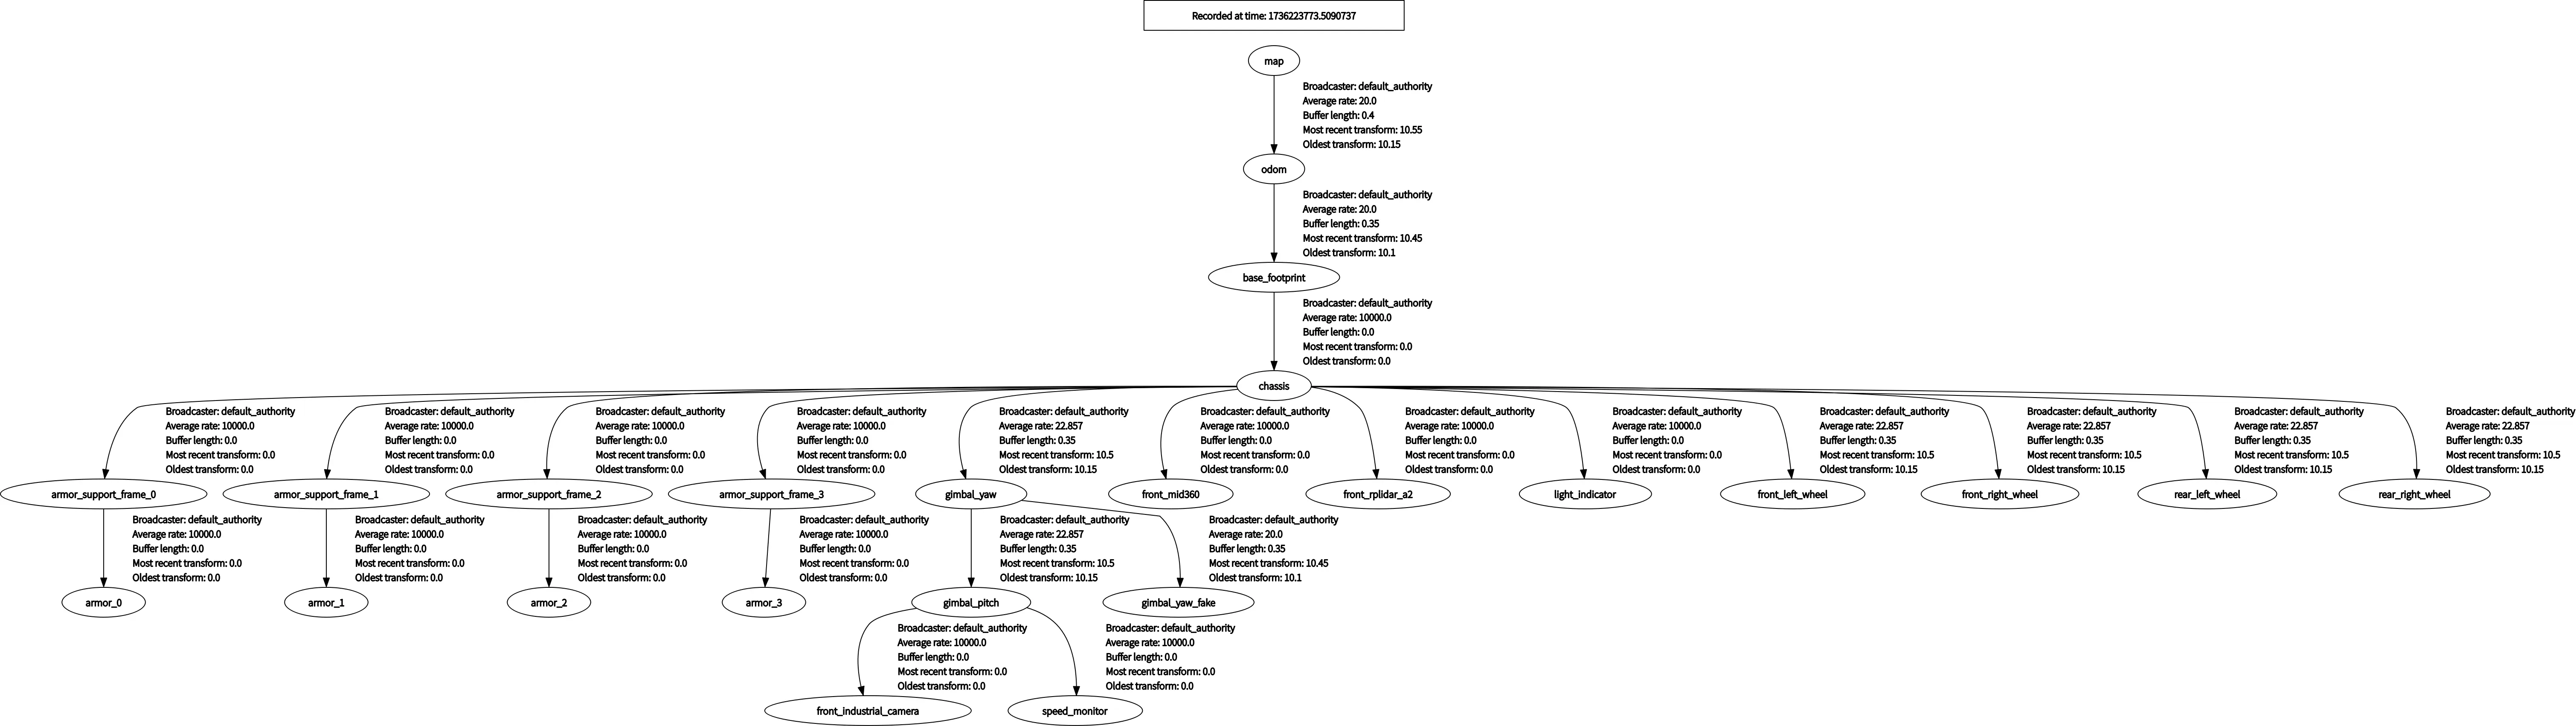 Recorded at time: 1736223773.5090737
map
Broadcaster: default_authority
Average rate: 20.0
Buffer length: 0.4
Most recent transform: 10.55
Oldest transform: 10.15
odom
Broadcaster: default_authority
Average rate: 20.0
Buffer length: 0.35
Most recent transform: 10.45
Oldest transform: 10.1
base_footprint
Broadcaster: default_authority
Average rate: 10000.0
Buffer length: 0.0
Most recent transform: 0.0
Oldest transform: 0.0
chassis
Broadcaster: default_authority
Average rate: 10000.0
Buffer length: 0.0
Most recent transform: 0.0
Oldest transform: 0.0
Broadcaster: default_authority
Average rate: 10000.0
Buffer length: 0.0
Most recent transform: 0.0
Oldest transform: 0.0
Broadcaster: default_authority
Average rate: 10000.0
Buffer length: 0.0
Most recent transform: 0.0
Oldest transform: 0.0
Broadcaster: default_authority
Average rate: 10000.0
Buffer length: 0.0
Most recent transform: 0.0
Oldest transform: 0.0
Broadcaster: default_authority
Average rate: 22.857
Buffer length: 0.35
Most recent transform: 10.5
Oldest transform: 10.15
Broadcaster: default_authority
Average rate: 10000.0
Buffer length: 0.0
Most recent transform: 0.0
Oldest transform: 0.0
Broadcaster: default_authority
Average rate: 10000.0
Buffer length: 0.0
Most recent transform: 0.0
Oldest transform: 0.0
Broadcaster: default_authority
Average rate: 10000.0
Buffer length: 0.0
Most recent transform: 0.0
Oldest transform: 0.0
Broadcaster: default_authority
Average rate: 22.857
Buffer length: 0.35
Most recent transform: 10.5
Oldest transform: 10.15
Broadcaster: default_authority
Average rate: 22.857
Buffer length: 0.35
Most recent transform: 10.5
Oldest transform: 10.15
Broadcaster: default_authority
Average rate: 22.857
Buffer length: 0.35
Most recent transform: 10.5
Oldest transform: 10.15
Broadcaster: default_authority
Average rate: 22.857
Buffer length: 0.35
Most recent transform: 10.5
Oldest transform: 10.15
armor_support_frame_0
armor_support_frame_1
armor_support_frame_2
armor_support_frame_3
gimbal_yaw
front_mid360
front_rplidar_a2
light_indicator
front_left_wheel
front_right_wheel
rear_left_wheel
rear_right_wheel
Broadcaster: default_authority
Average rate: 10000.0
Buffer length: 0.0
Most recent transform: 0.0
Oldest transform: 0.0
Broadcaster: default_authority
Average rate: 10000.0
Buffer length: 0.0
Most recent transform: 0.0
Oldest transform: 0.0
Broadcaster: default_authority
Average rate: 10000.0
Buffer length: 0.0
Most recent transform: 0.0
Oldest transform: 0.0
Broadcaster: default_authority
Average rate: 10000.0
Buffer length: 0.0
Most recent transform: 0.0
Oldest transform: 0.0
Broadcaster: default_authority
Average rate: 22.857
Buffer length: 0.35
Most recent transform: 10.5
Oldest transform: 10.15
Broadcaster: default_authority
Average rate: 20.0
Buffer length: 0.35
Most recent transform: 10.45
Oldest transform: 10.1
armor_0
armor_1
armor_2
armor_3
gimbal_pitch
gimbal_yaw_fake
Broadcaster: default_authority
Average rate: 10000.0
Buffer length: 0.0
Most recent transform: 0.0
Oldest transform: 0.0
Broadcaster: default_authority
Average rate: 10000.0
Buffer length: 0.0
Most recent transform: 0.0
Oldest transform: 0.0
front_industrial_camera
speed_monitor